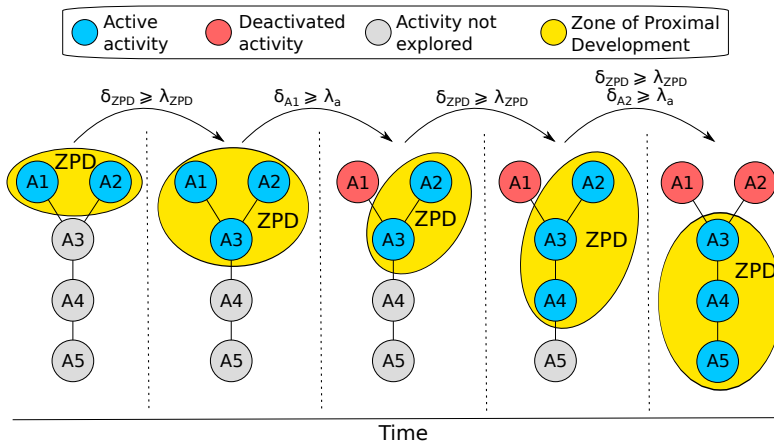 Active activity
Deactivated activity
Activity not explored
Zone of Proximal Development
δZPD ⩾ λZPD
δA1 ⩾ λa
δZPD ⩾ λZPD
δZPD ⩾ λZPD
δA2 ⩾ λa
ZPD
A1
A2
A3
A4
A5
A1
A2
ZPD
A3
A4
A5
A1
A2
ZPD
A3
A4
A5
A1
A2
A3
ZPD
A4
A5
A1
A2
A3
ZPD
A4
A5
Time